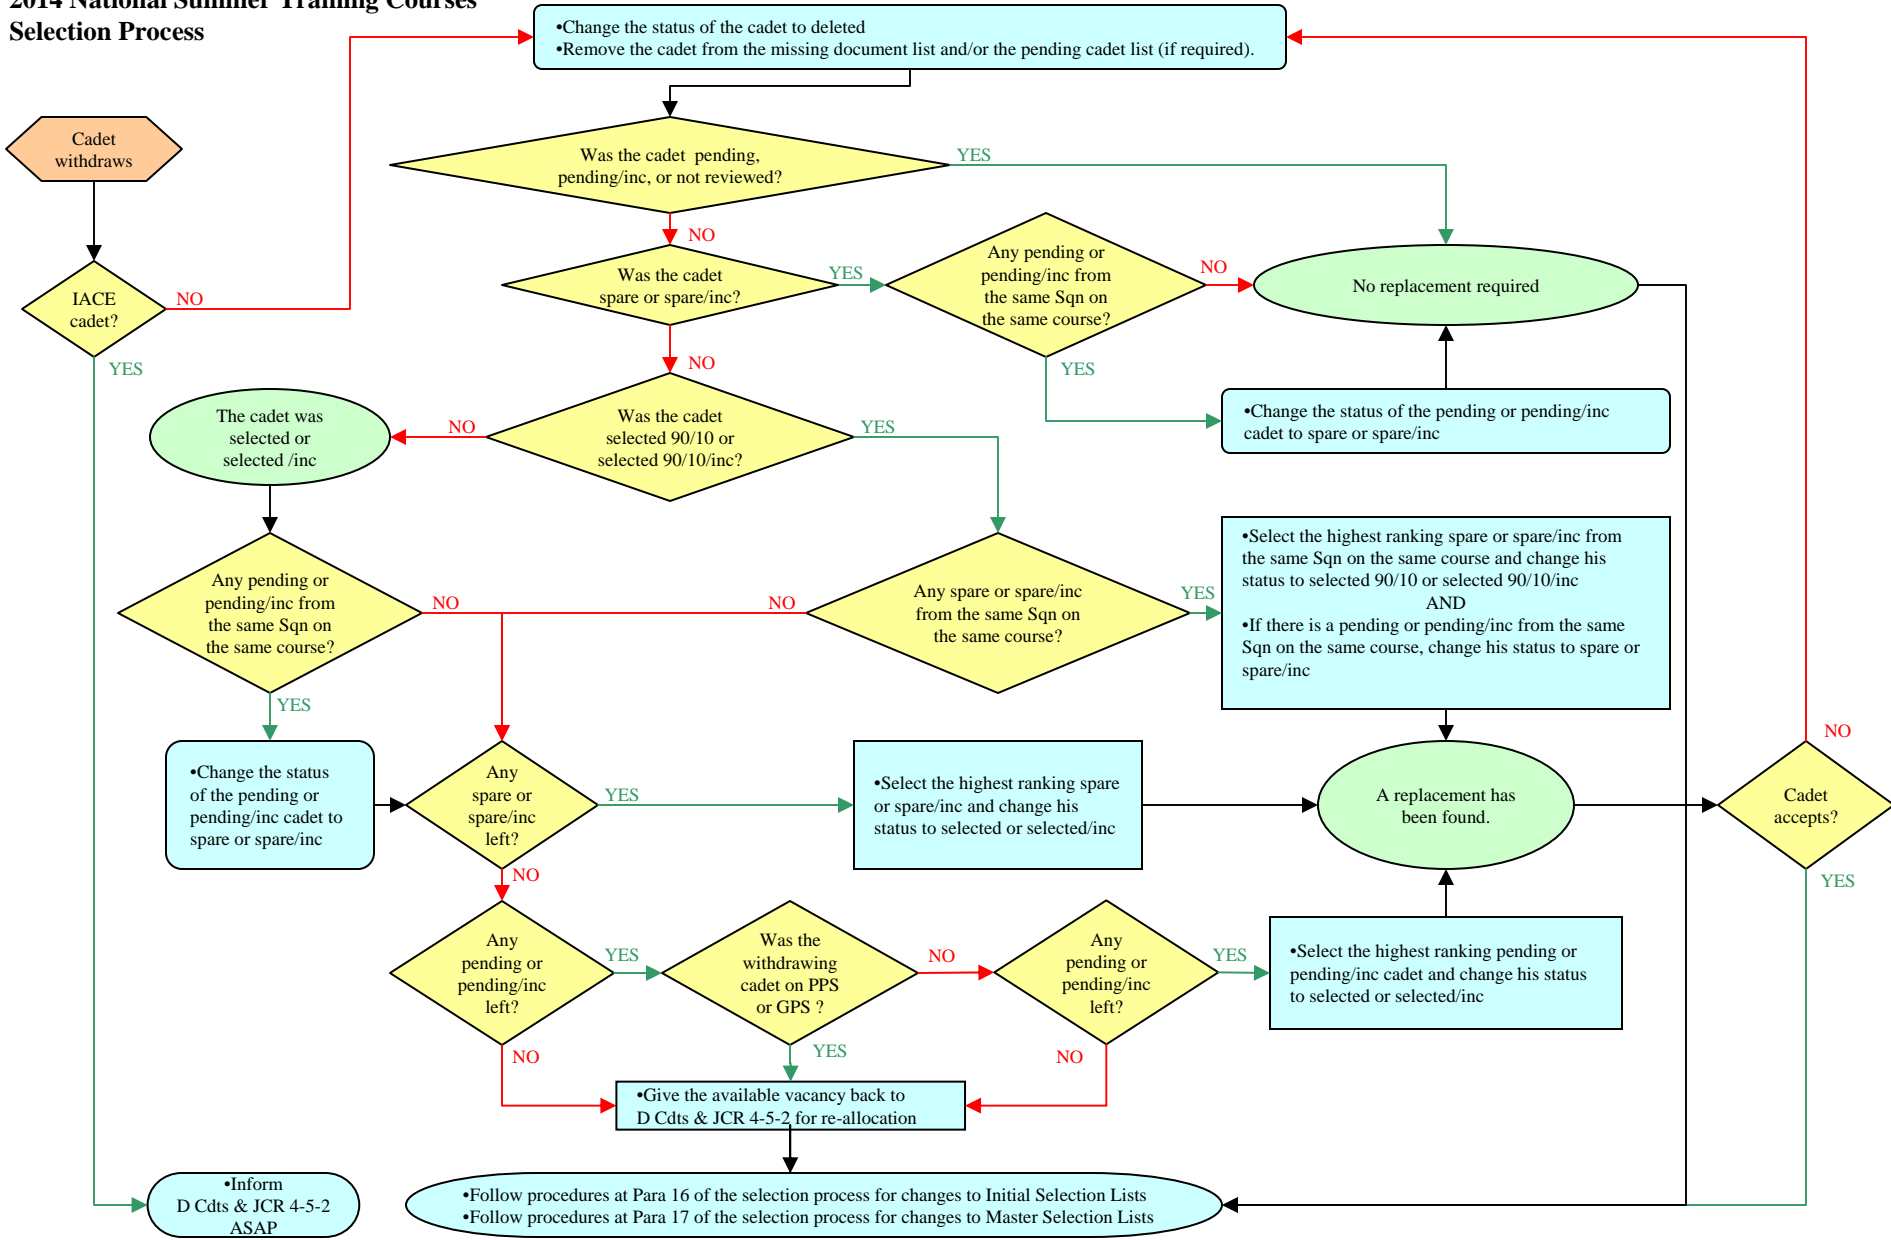 2014 National Summer Training Courses
Selection Process
•Change the status of the cadet to deleted
•Remove the cadet from the missing document list and/or the pending cadet list (if required).
Cadet
withdraws
Was the cadet pending,
pending/inc, or not reviewed?
YES
NO
IACE
cadet?
NO
YES
Was the cadet
spare or spare/inc?
YES
NO
Any pending or
pending/inc from
the same Sqn on
the same course?
NO
YES
No replacement required
•Change the status of the pending or pending/inc
cadet to spare or spare/inc
The cadet was
selected or
selected /inc
NO
Was the cadet
selected 90/10 or
selected 90/10/inc?
YES
Any pending or
pending/inc from
the same Sqn on
the same course?
NO
YES
NO
Any spare or spare/inc
from the same Sqn on
the same course?
YES
•Select the highest ranking spare or spare/inc from
the same Sqn on the same course and change his
status to selected 90/10 or selected 90/10/inc
AND
•If there is a pending or pending/inc from the same
Sqn on the same course, change his status to spare or
spare/inc
•Change the status
of the pending or
pending/inc cadet to
spare or spare/inc
Any
spare or
spare/inc
left?
YES
NO
•Select the highest ranking spare
or spare/inc and change his
status to selected or selected/inc
A replacement has
been found.
NO
Cadet
accepts?
YES
Any
pending or
pending/inc
left?
YES
NO
Was the
withdrawing
cadet on PPS
or GPS ?
NO
YES
Any
pending or
pending/inc
left?
YES
NO
•Select the highest ranking pending or
pending/inc cadet and change his status
to selected or selected/inc
•Give the available vacancy back to
D Cdts & JCR 4-5-2 for re-allocation
•Inform
D Cdts & JCR 4-5-2
ASAP
•Follow procedures at Para 16 of the selection process for changes to Initial Selection Lists
•Follow procedures at Para 17 of the selection process for changes to Master Selection Lists